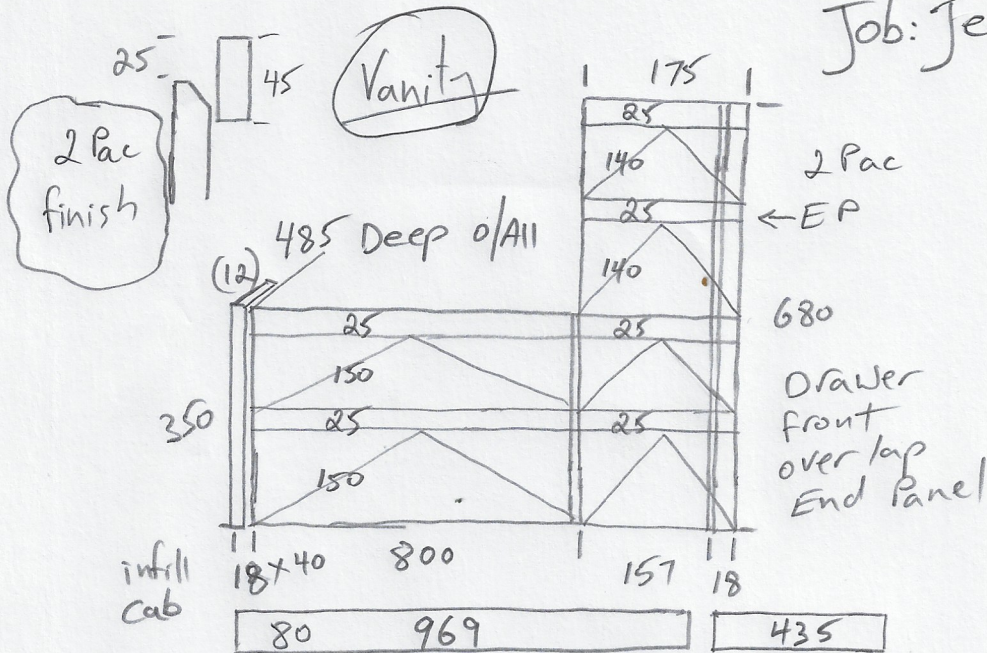 Job: Je
25
45
Vanity
175
2 Pac
finish
25
140
2 Pac
25
← EP
485 Deep o/All
(12)
140
680
25
25
150
350
25
25
150
Drawer
front
overlap
End Panel
infill
Cab
18x40
800
157
18
80
969
435